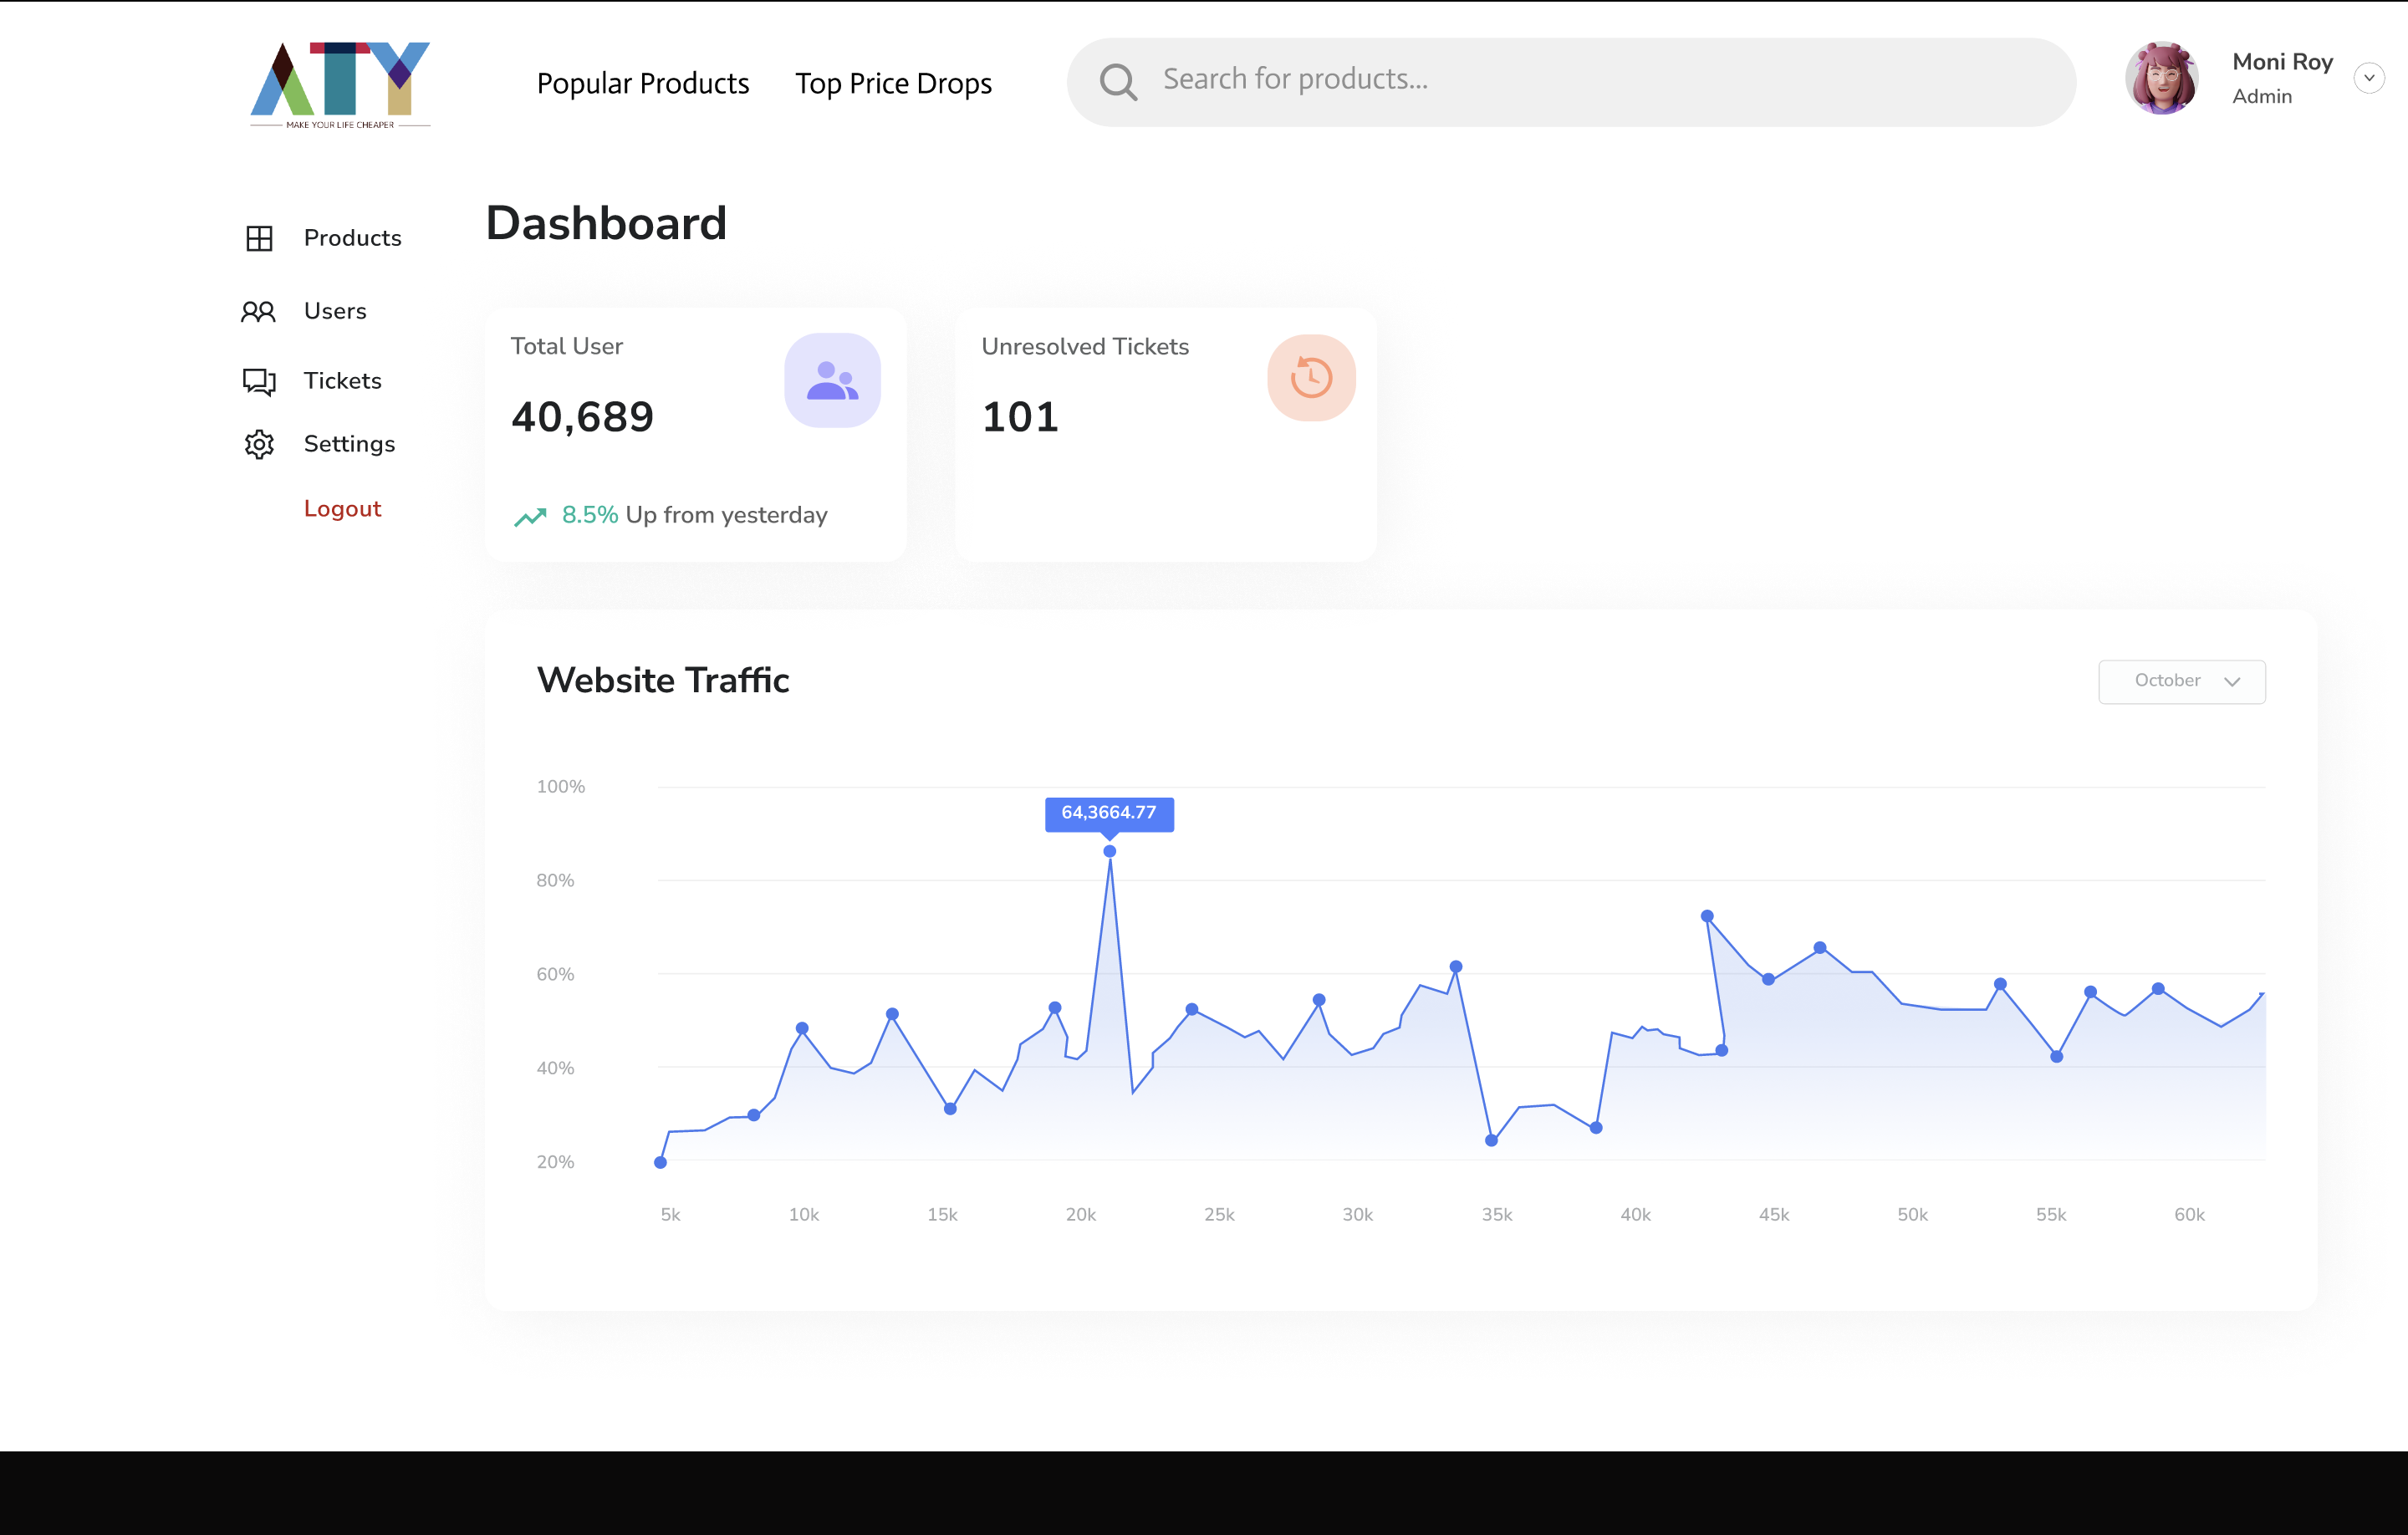 ATY
MAKE YOUR LIFE CHEAPER
Popular Products
Top Price Drops
Search for products...
Moni Roy
Admin
Products
Users
Tickets
Settings
Logout
Dashboard
Total User
40,689
8.5% Up from yesterday
Unresolved Tickets
101
Website Traffic
October
100%
80%
60%
40%
20%
64,3664.77
5k
10k
15k
20k
25k
30k
35k
40k
45k
50k
55k
60k